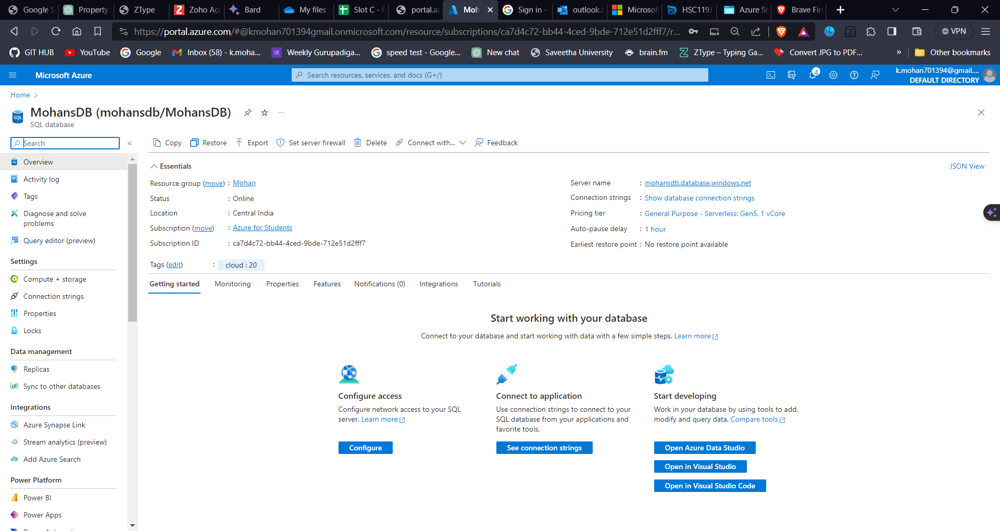 Google S
Property
ZType
Zoho Acc
Bard
My files -
Slot C - C
portal.az
Moh
Sign in -
outlook.c
Microsof
HSC119J
Azure St
Brave Fire
https://portal.azure.com/#@kmohan701394gmail.onmicrosoft.com/resource/subscriptions/ca7d4c72-bb44-4ced-9bde-712e51d2fff7/r...
VPN
GIT HUB
YouTube
Google
Inbox (58) - k.moha...
Weekly Gurupadiga...
speed test - Google...
New chat
Saveetha University
brain.fm
ZType – Typing Ga...
Convert JPG to PDF...
»
Other bookmarks
Microsoft Azure
Search resources, services, and docs (G+/)
4
k.mohan701394@gmail....
DEFAULT DIRECTORY
Home >
MohansDB (mohansdb/MohansDB)
SQL
SQL database
Search
«
Copy
Restore
Export
Set server firewall
Delete
Connect with...
Feedback
Overview
Activity log
Tags
Diagnose and solve
problems
Query editor (preview)
Settings
Compute + storage
Connection strings
Properties
Locks
Data management
Replicas
Sync to other databases
Integrations
Azure Synapse Link
Stream analytics (preview)
Add Azure Search
Power Platform
Power BI
Power Apps
Essentials
JSON View
Resource group (move) : Mohan
Status : Online
Location : Central India
Subscription (move) : Azure for Students
Subscription ID : ca7d4c72-bb44-4ced-9bde-712e51d2fff7
Server name : mohansdb.database.windows.net
Connection strings : Show database connection strings
Pricing tier : General Purpose - Serverless: Gen5, 1 vCore
Auto-pause delay : 1 hour
Earliest restore point : No restore point available
Tags (edit) : cloud : 20
Getting started
Monitoring
Properties
Features
Notifications (0)
Integrations
Tutorials
Start working with your database
Connect to your database and start working with data with a few simple steps. Learn more
Configure access
Configure network access to your SQL
server. Learn more
Configure
Connect to application
Use connection strings to connect to your
SQL database from your applications and
favorite tools.
See connection strings
Start developing
Work in your database by using tools to add,
modify and query data. Compare tools
Open Azure Data Studio
Open in Visual Studio
Open in Visual Studio Code